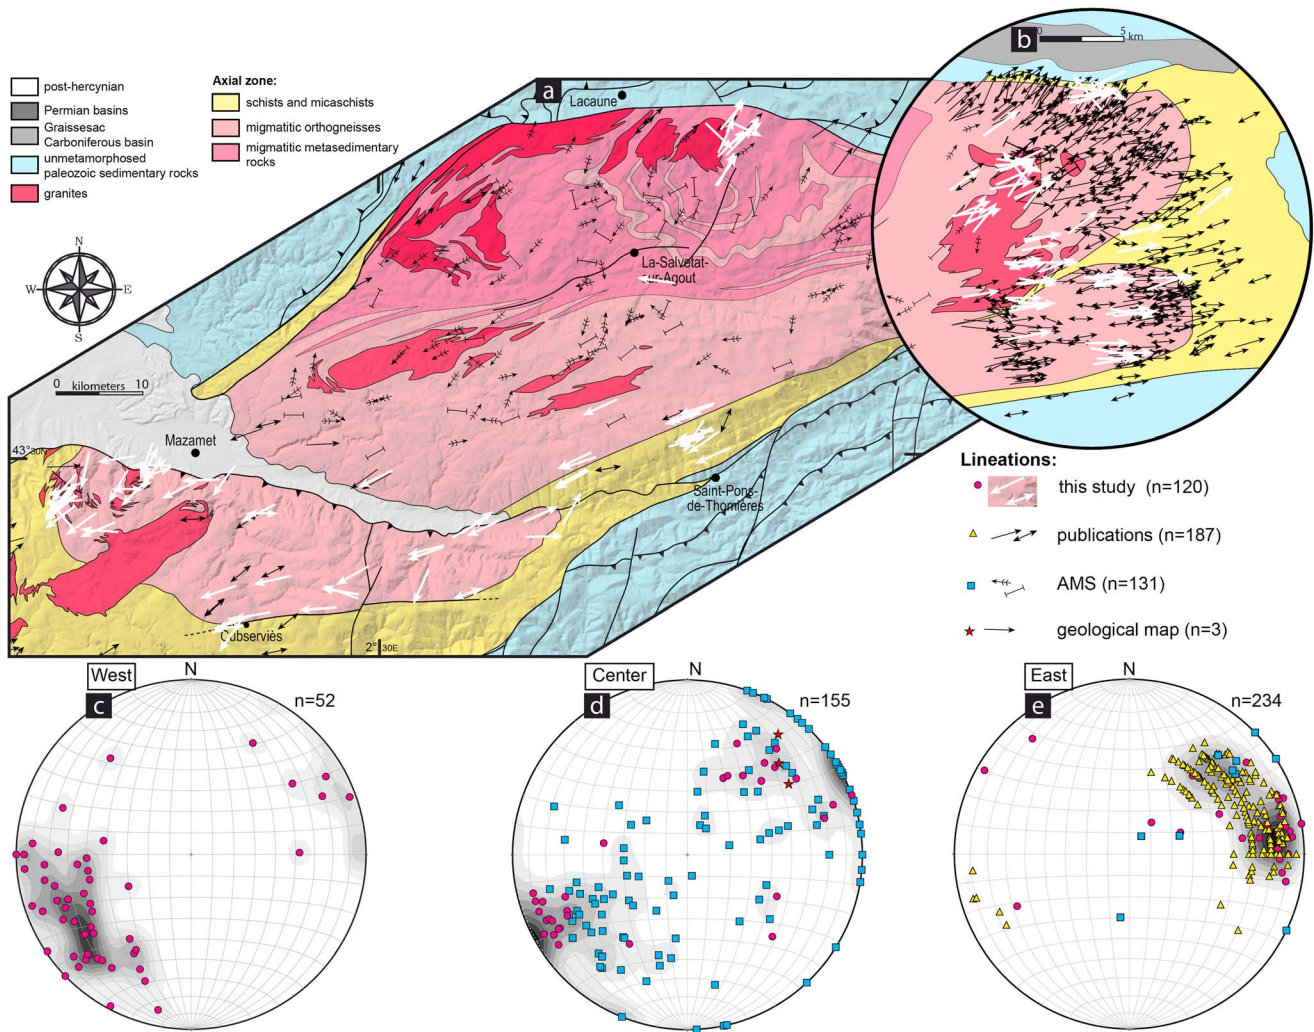 post-hercynian
Permian basins
Graissesac
Carboniferous basin
unmetamorphosed
paleozoic sedimentary rocks
granites
Axial zone:
schists and micaschists
migmatitic orthogneisses
migmatitic metasedimentary
rocks
N
W
E
S
0 kilometers 10
43°30'N
a
Lacaune
La-Salvetat-
sur-Agout
Mazamet
Saint-Pons-
de-Thomières
Cubserviès
2° 30E
b
0 5
km
Lineations:
this study (n=120)
publications (n=187)
AMS (n=131)
geological map (n=3)
West
c
N
n=52
Center
d
N
n=155
East
e
N
n=234